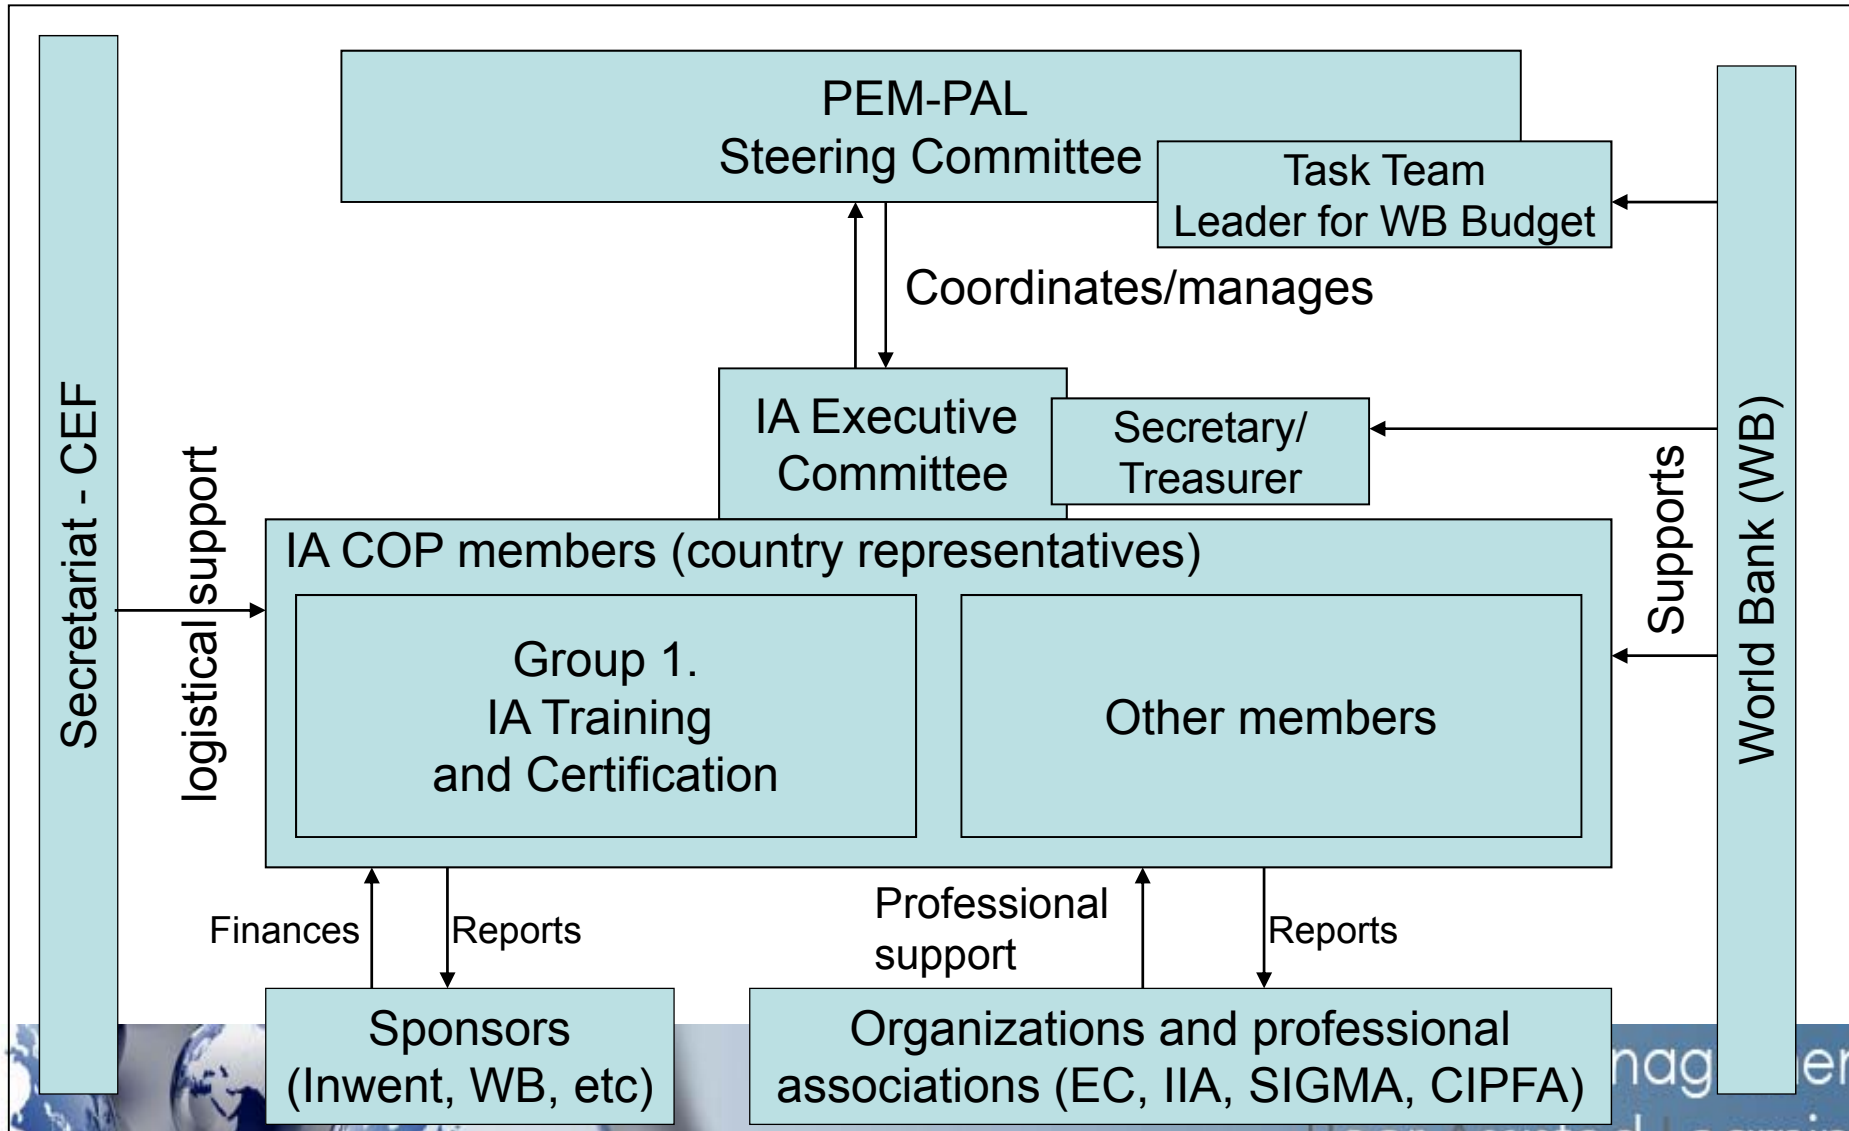 PEM-PAL
Steering Committee
Task Team
Leader for WB Budget
Coordinates/manages
IA Executive
Committee
Secretary/
Treasurer
Secretariat - CEF
logistical support
IA COP members (country representatives)
Group 1.
IA Training
and Certification
Other members
Supports
World Bank (WB)
Finances
Reports
Professional
support
Reports
Sponsors
(Inwent, WB, etc)
Organizations and professional
associations (EC, IIA, SIGMA, CIPFA)